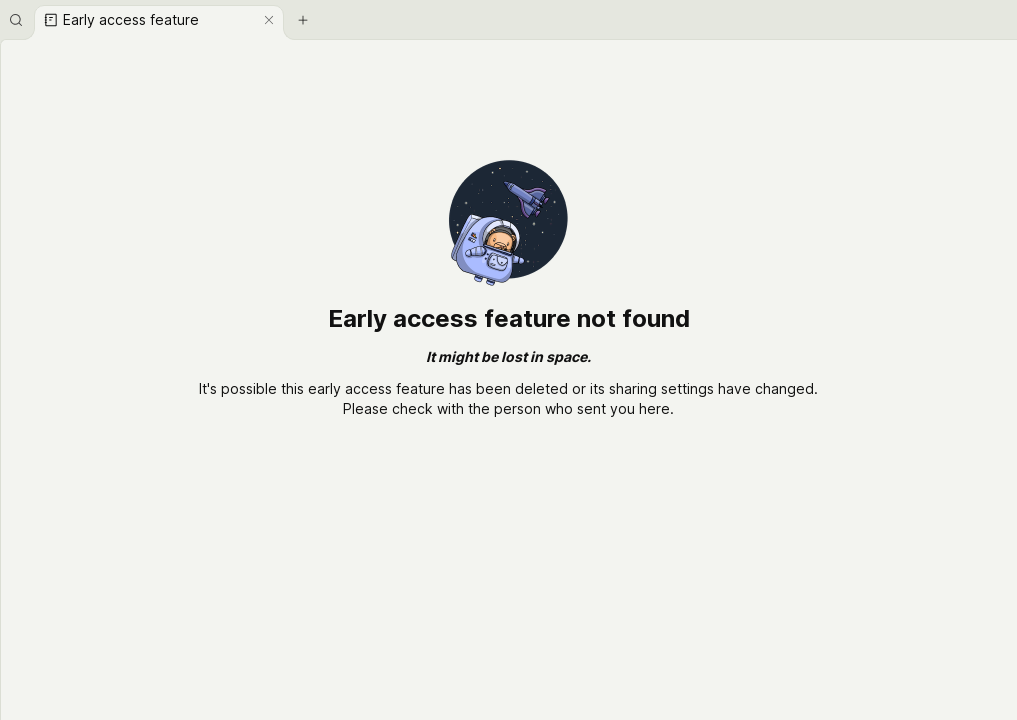 Early access feature
Early access feature not found
It might be lost in space.
It's possible this early access feature has been deleted or its sharing settings have changed.
Please check with the person who sent you here.